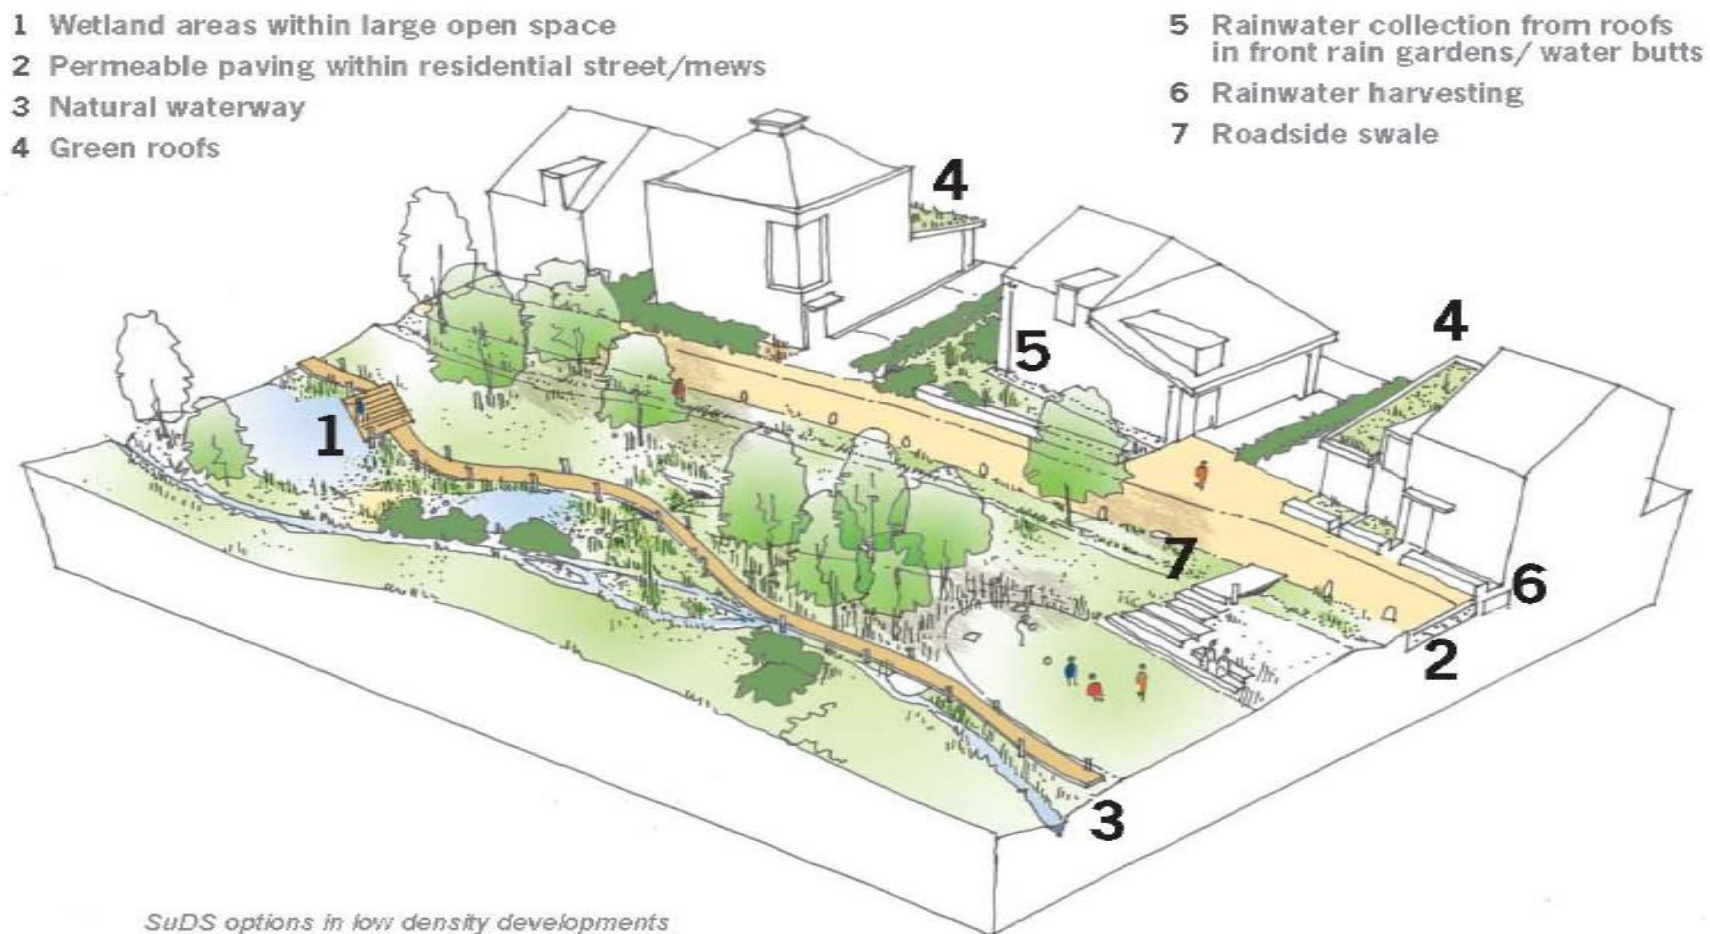 1 Wetland areas within large open space
2 Permeable paving within residential street/mews
3 Natural waterway
4 Green roofs
5 Rainwater collection from roofs
in front rain gardens/ water butts
6 Rainwater harvesting
7 Roadside swale
4
4
5
1
7
6
2
3
SuDS options in low density developments